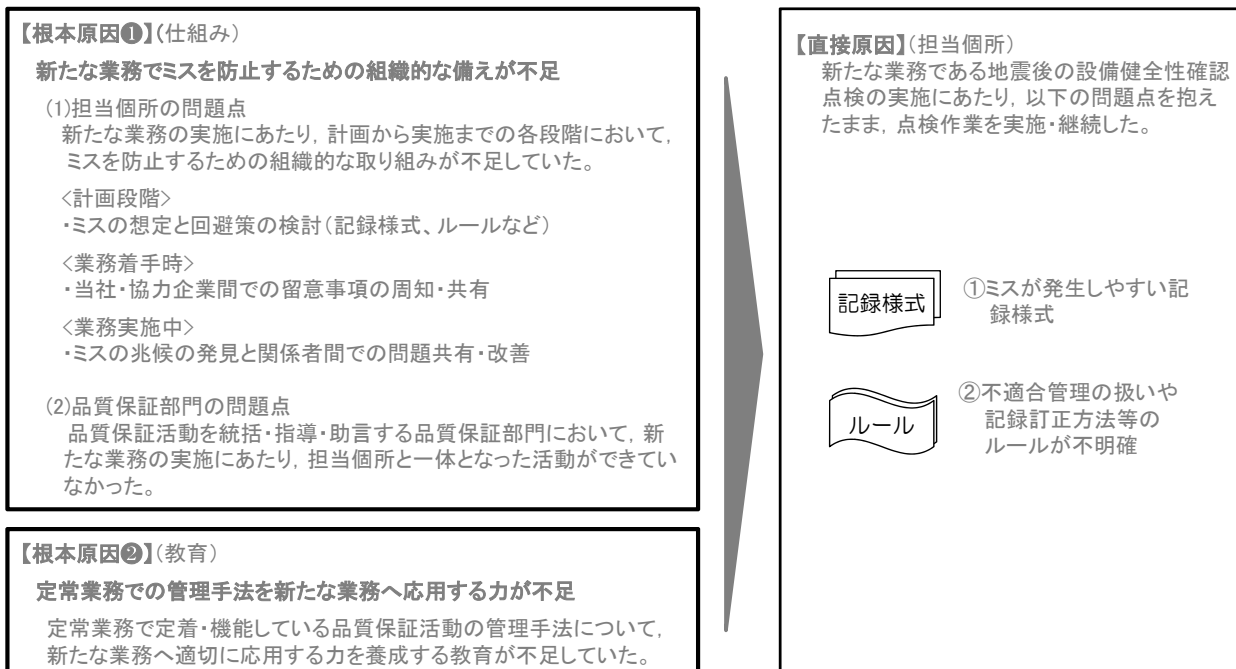 【根本原因❶】(仕組み)
新たな業務でミスを防止するための組織的な備えが不足
(1)担当個所の問題点
新たな業務の実施にあたり，計画から実施までの各段階において，
ミスを防止するための組織的な取り組みが不足していた。
<計画段階>
・ミスの想定と回避策の検討(記録様式、ルールなど)
<業務着手時>
・当社・協力企業間での留意事項の周知・共有
<業務実施中>
・ミスの兆候の発見と関係者間での問題共有・改善
(2)品質保証部門の問題点
品質保証活動を統括・指導・助言する品質保証部門において，新
たな業務の実施にあたり，担当個所と一体となった活動ができてい
なかった。
【根本原因❷】(教育)
定常業務での管理手法を新たな業務へ応用する力が不足
定常業務で定着・機能している品質保証活動の管理手法について，
新たな業務へ適切に応用する力を養成する教育が不足していた。
【直接原因】(担当個所)
新たな業務である地震後の設備健全性確認
点検の実施にあたり，以下の問題点を抱え
たまま，点検作業を実施・継続した。
記録様式
①ミスが発生しやすい記
録様式
ルール
②不適合管理の扱いや
記録訂正方法等の
ルールが不明確